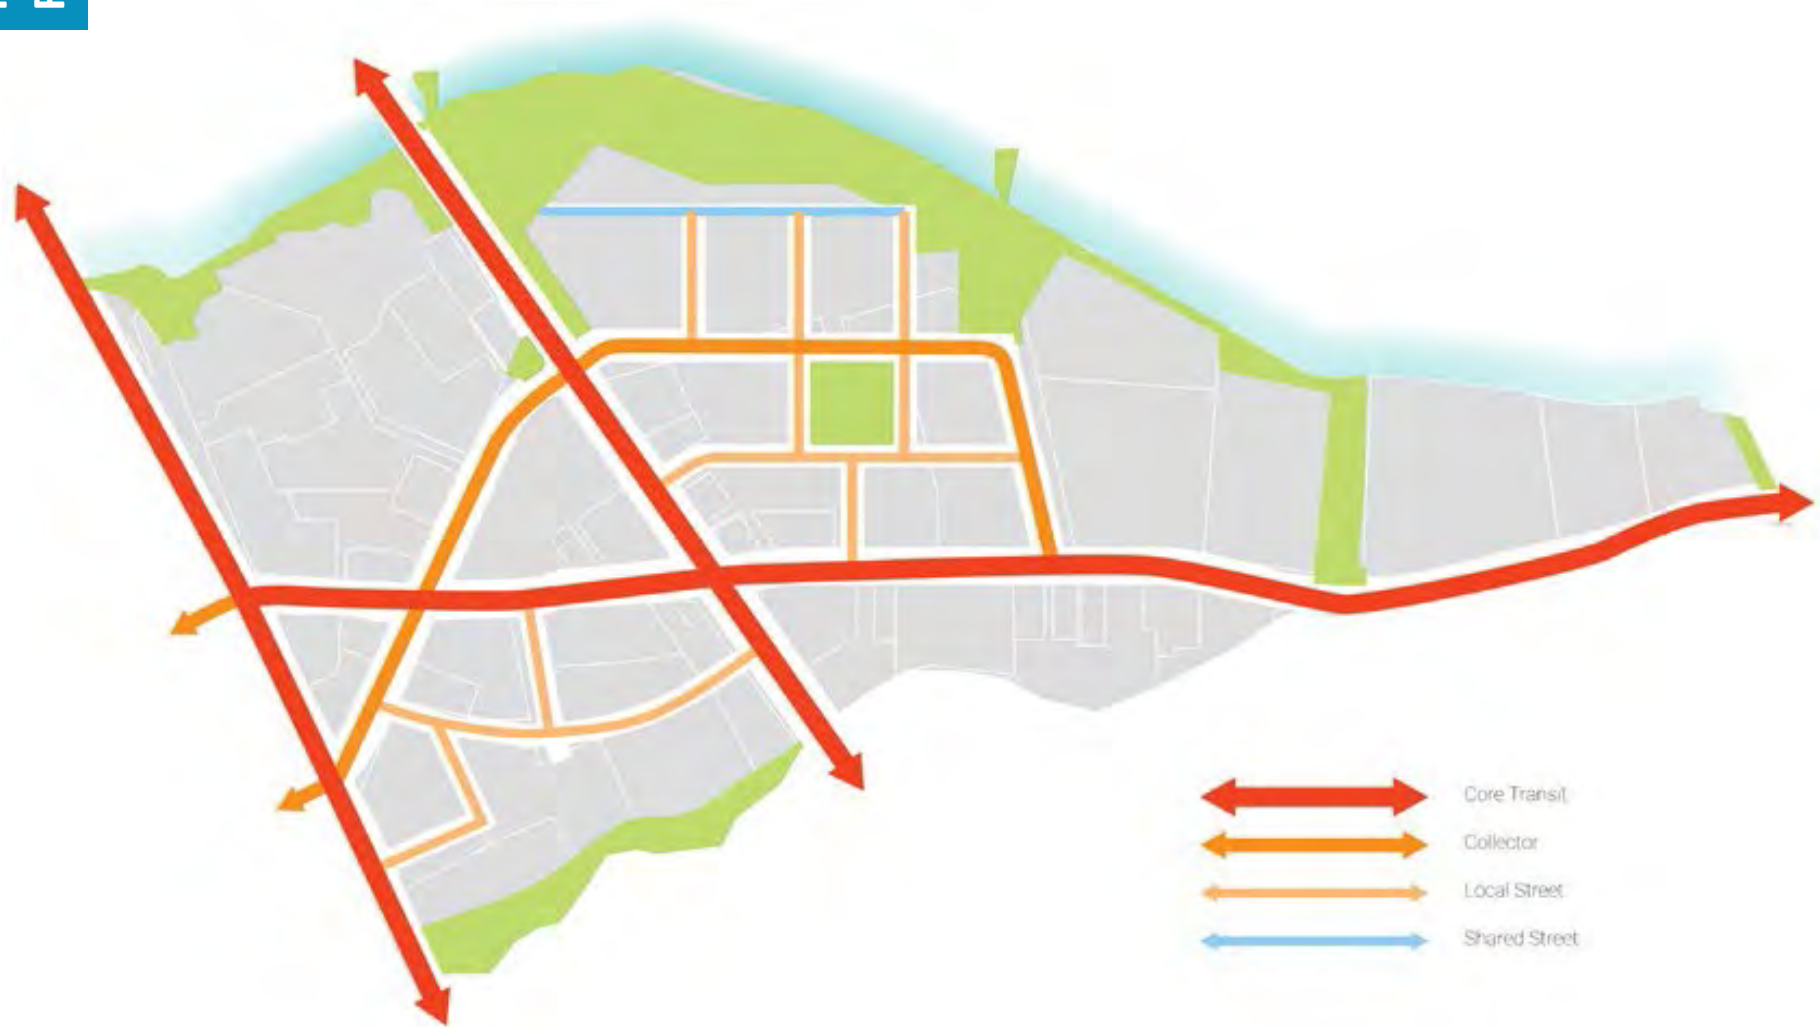 Core Transit
Collector
Local Street
Shared Street